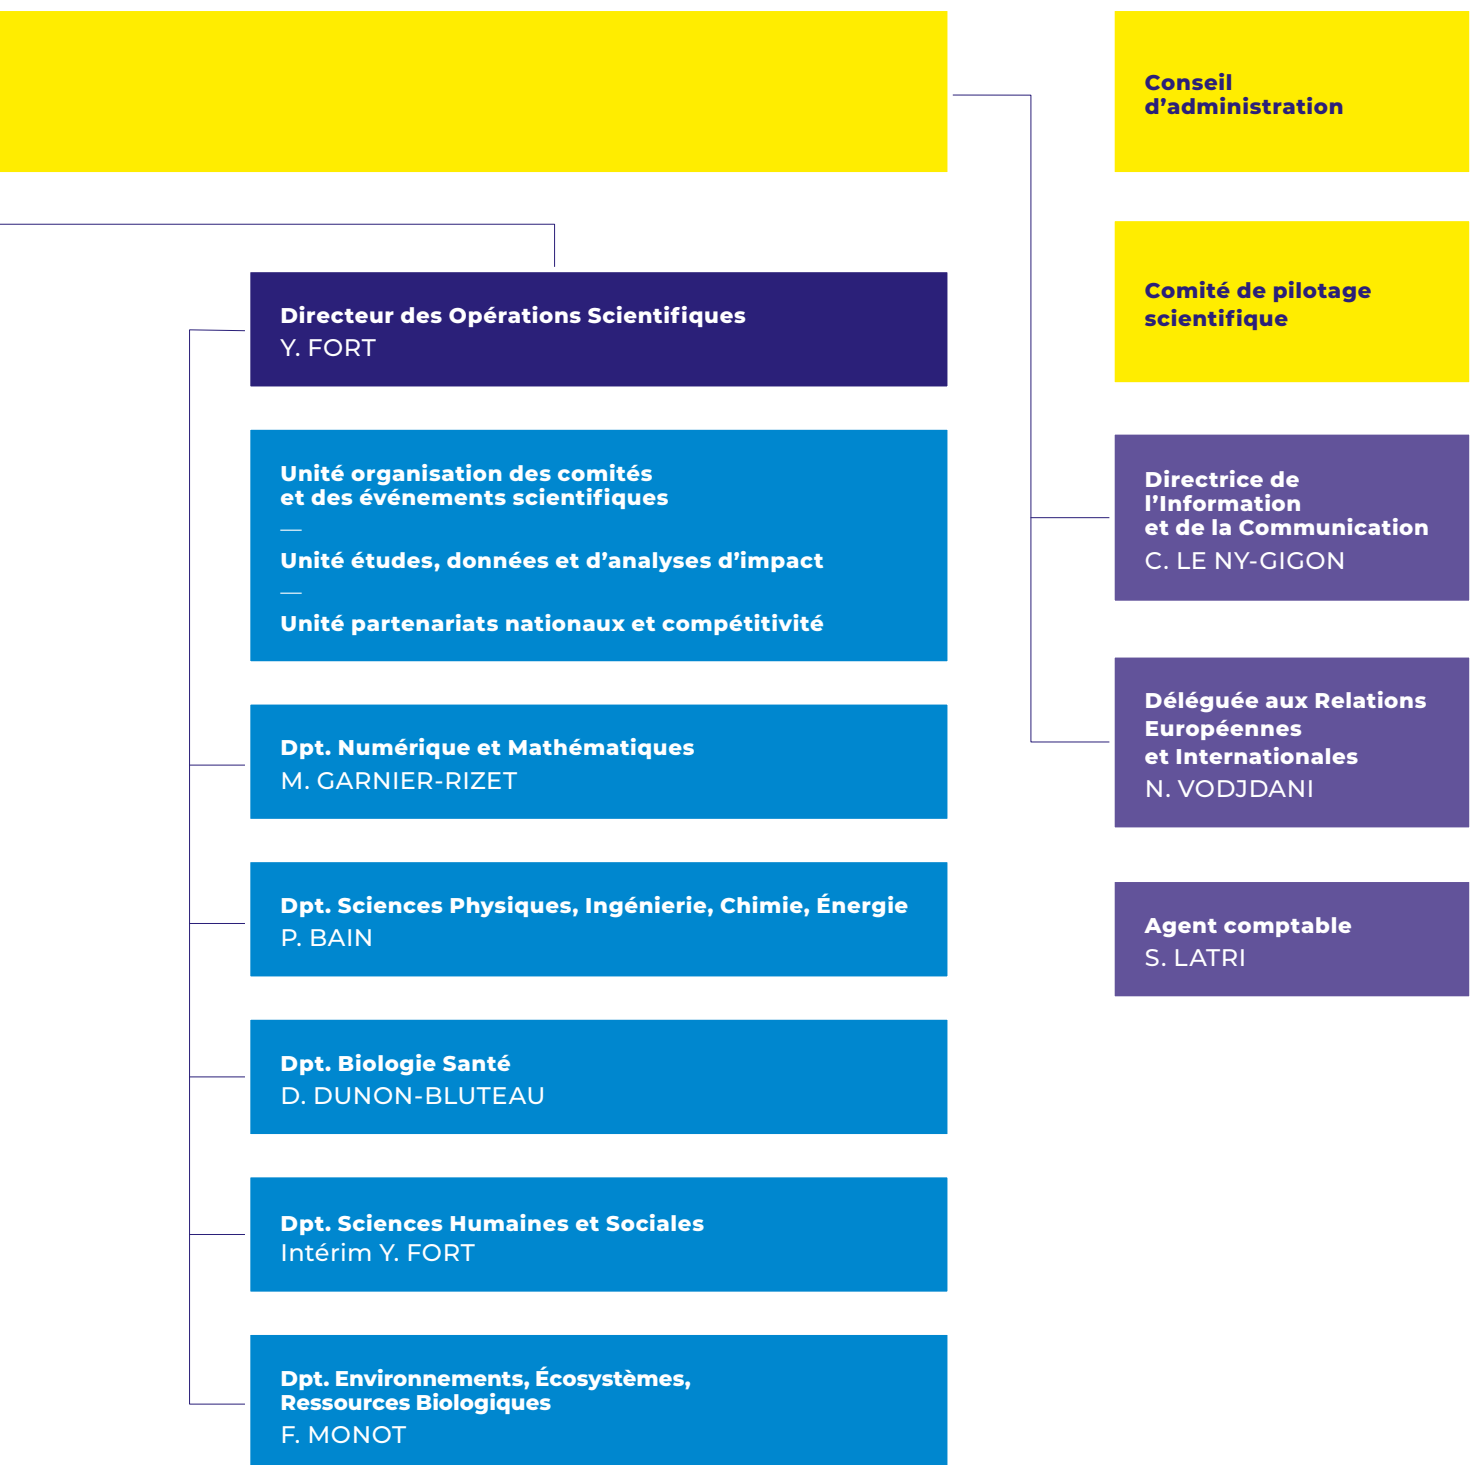 Conseil
d’administration
Comité de pilotage
scientifique
Directeur des Opérations Scientifiques
Y. FORT
Unité organisation des comités
et des événements scientifiques
—
Unité études, données et d’analyses d’impact
—
Unité partenariats nationaux et compétitivité
Dpt. Numérique et Mathématiques
M. GARNIER-RIZET
Dpt. Sciences Physiques, Ingénierie, Chimie, Énergie
P. BAIN
Dpt. Biologie Santé
D. DUNON-BLUTEAU
Dpt. Sciences Humaines et Sociales
Intérim Y. FORT
Dpt. Environnements, Écosystèmes,
Ressources Biologiques
F. MONOT
Directrice de
l’Information
et de la Communication
C. LE NY-GIGON
Déléguée aux Relations
Européennes
et Internationales
N. VODJDANI
Agent comptable
S. LATRI